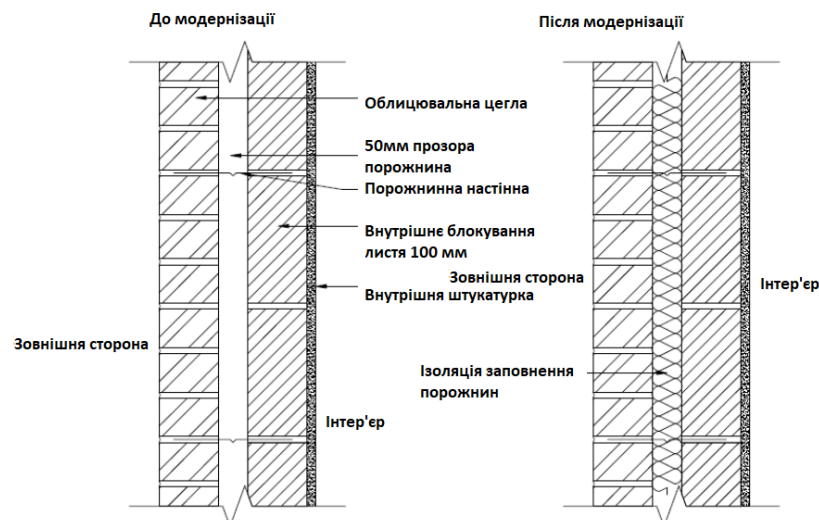 До модернізації
Після модернізації
Облицювальна цегла
50мм прозора
порожнина
Порожнинна настінна
Внутрішнє блокування
листя 100 мм
Зовнішня сторона
Внутрішня штукатурка
Інтер'єр
Зовнішня сторона
Ізоляція заповнення
порожнин
Інтер'єр